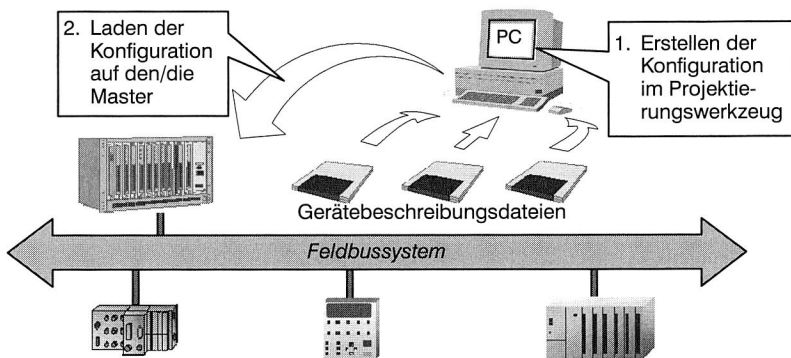 2. Laden der
Konfiguration
auf den/die
Master
PC
1. Erstellen der
Konfiguration
im Projektie-
rungswerkzeug
Gerätebeschreibungsdateien
Feldbussystem